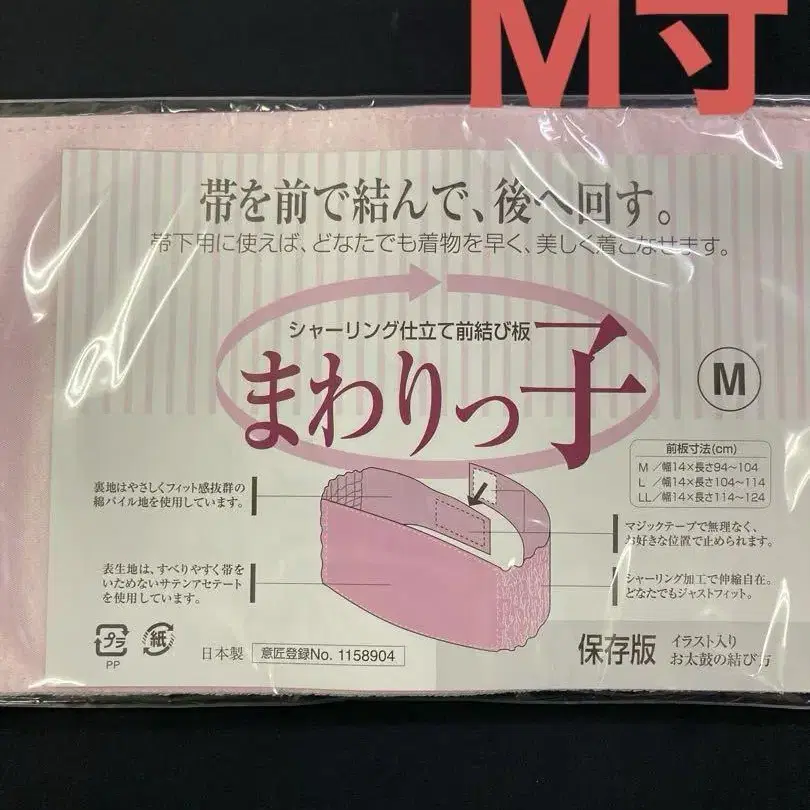 M寸
帯を前で結んで、後へ回す。
帯下用に使えば、どなたでも着物を早く、美しく着こなせます。
シャーリング仕立て前結び板
まわりっ子
M
前板寸法(cm)
M／幅14×長さ94〜104
L／幅14×長さ104〜114
LL／幅14×長さ114〜124
裏地はやさしくフィット感抜群の
綿パイル地を使用しています。
マジックテープで無理なく、
お好きな位置で止められます。
表生地は、すべりやすく帯を
いためないサテンアセテート
を使用しています。
シャーリング加工で伸縮自在。
どなたでもジャストフィット。
プラ
PP
紙
日本製
意匠登録No. 1158904
保存版
イラスト入り
お太鼓の結び方